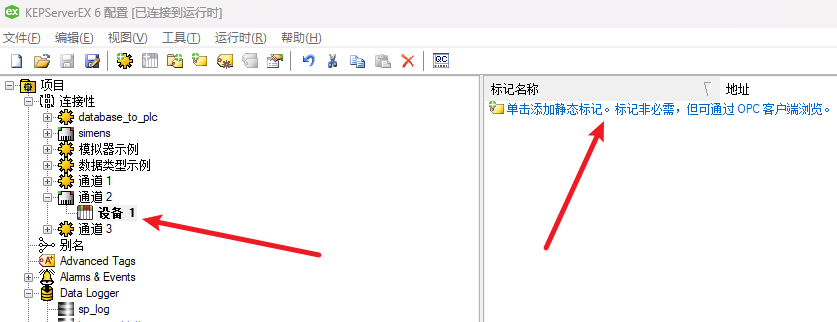 KEPServerEX 6 配置 [已连接到运行时]
文件(F) 编辑(E) 视图(V) 工具(T) 运行时(R) 帮助(H)
QC
项目
连接性
database_to_plc
simens
模拟器示例
数据类型示例
通道 1
通道 2
设备 1
通道 3
别名
Advanced Tags
Alarms & Events
Data Logger
sp_log
标记名称 地址
单击添加静态标记。标记非必需，但可通过 OPC 客户端浏览。